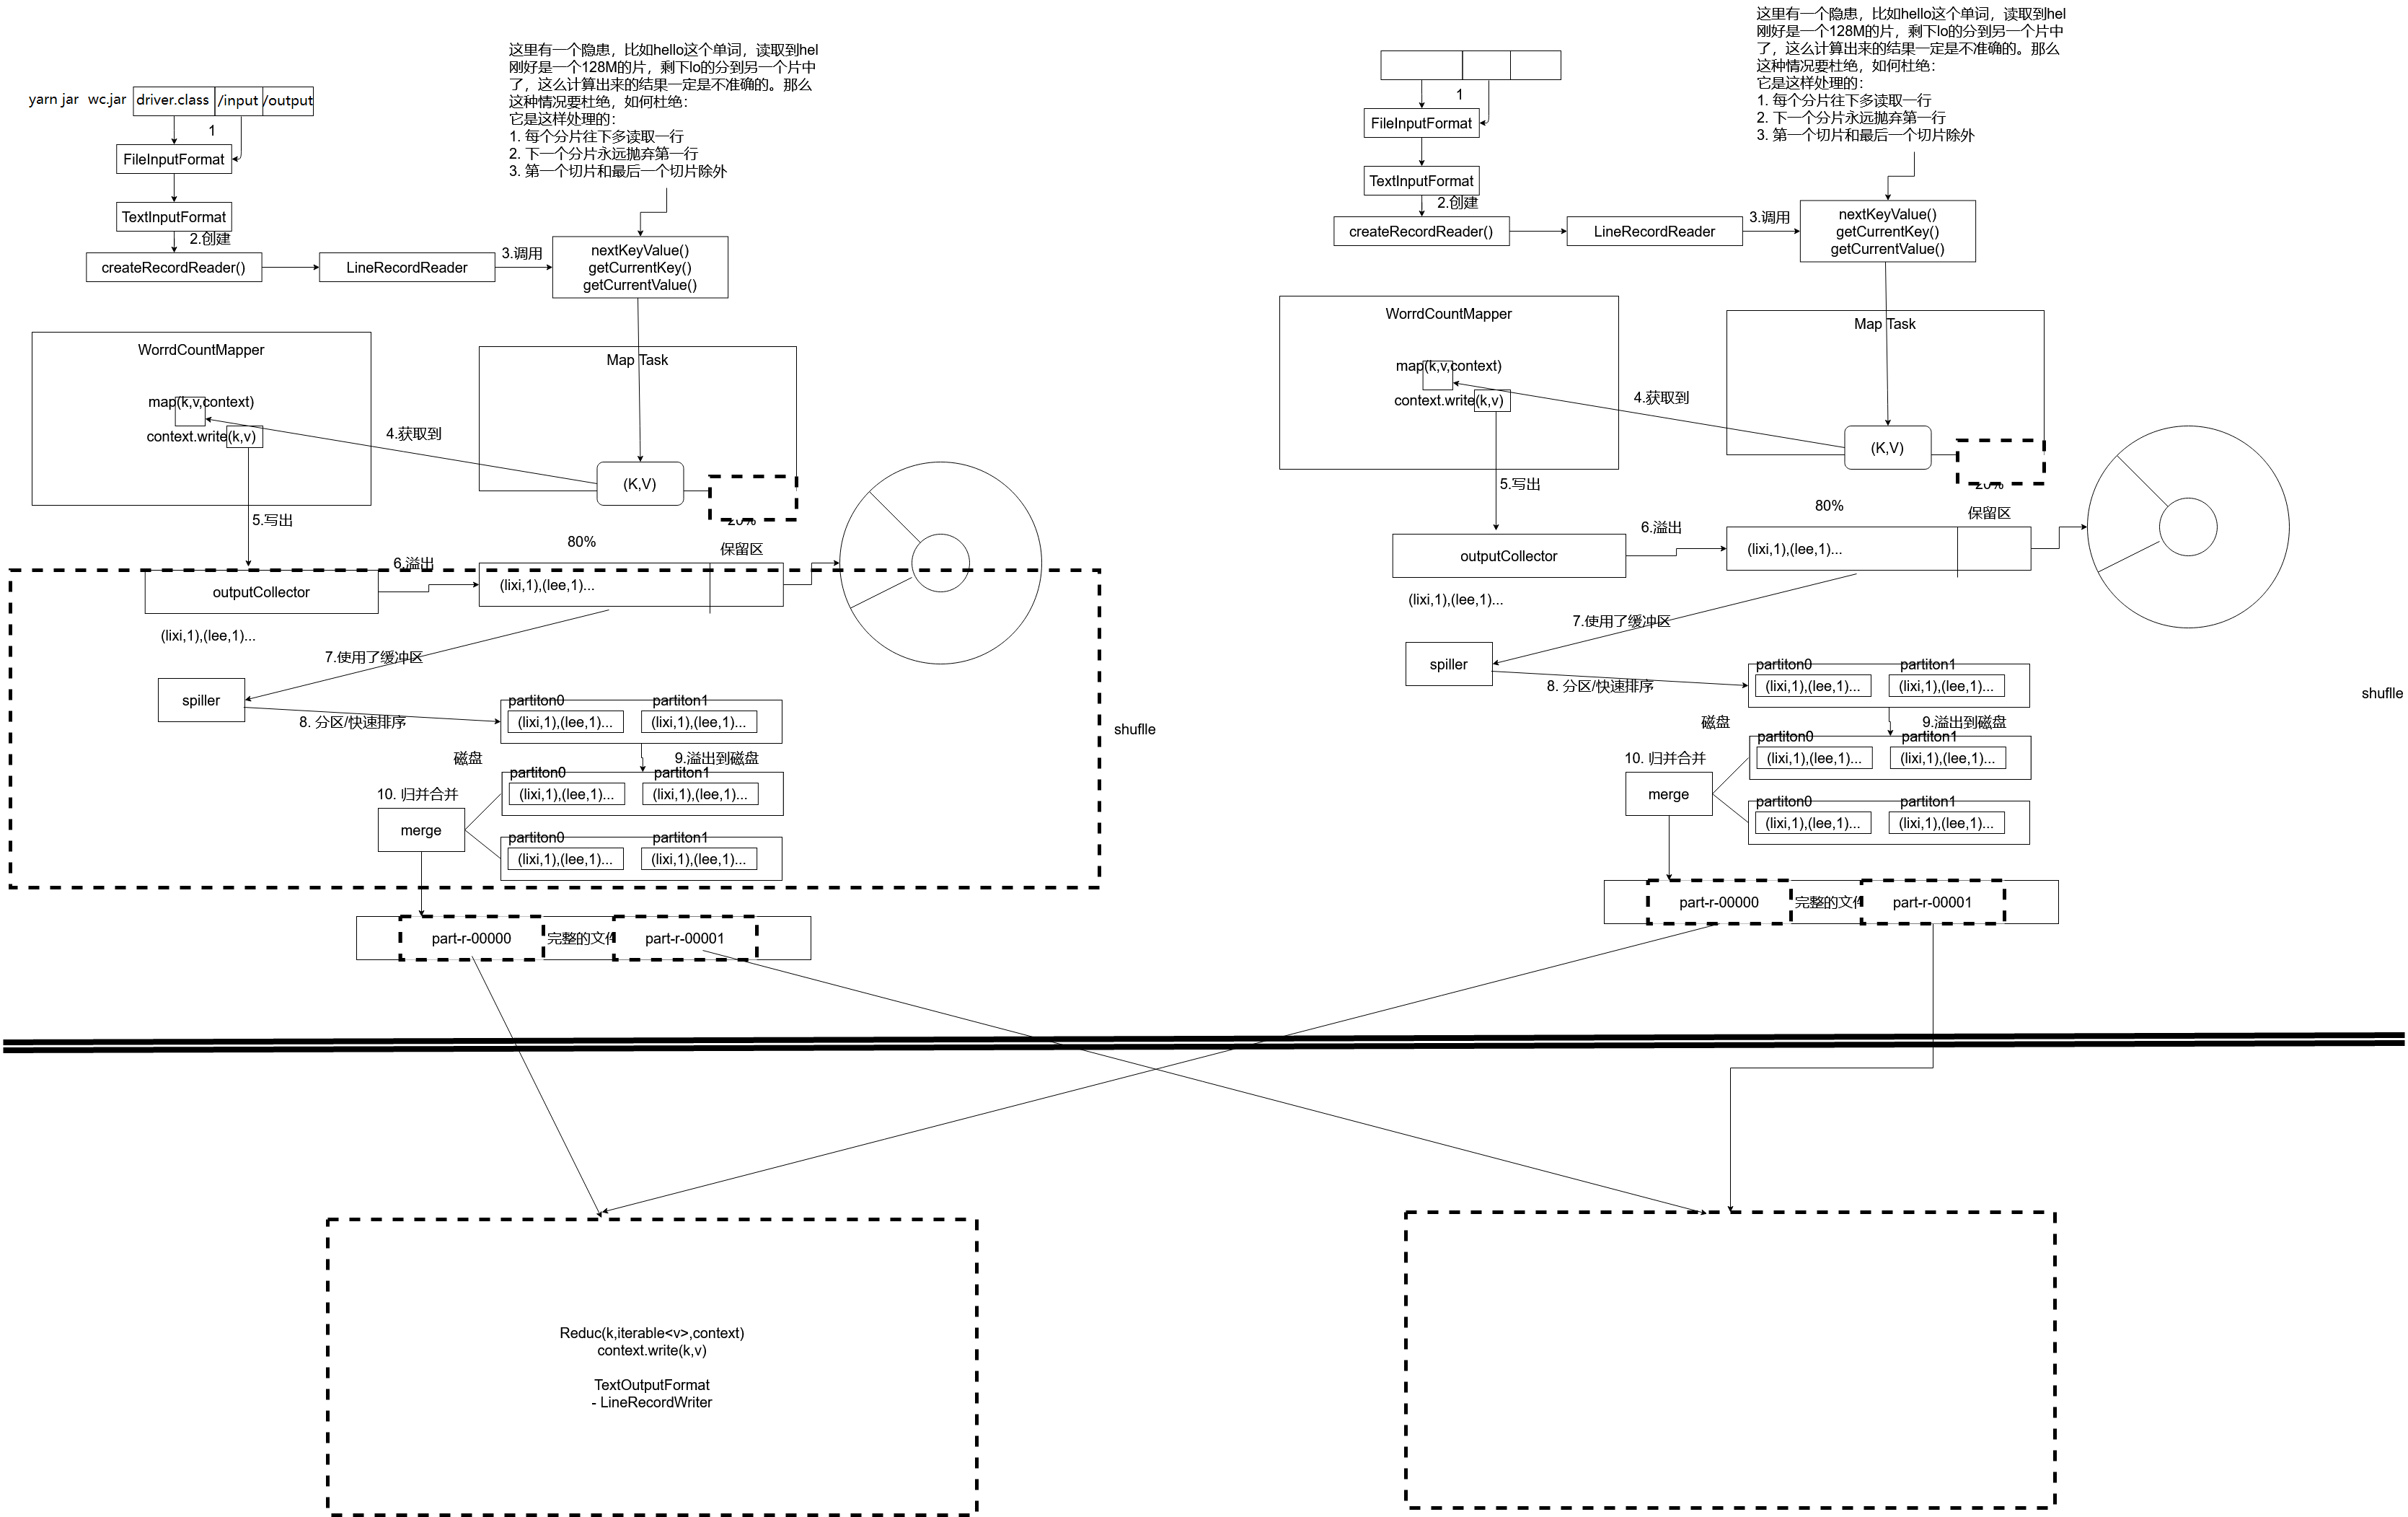 这里有一个隐患，比如hello这个单词，读取到hel
刚好是一个128M的片，剩下lo的分到另一个片中
了，这么计算出来的结果一定是不准确的。那么
这种情况要杜绝，如何杜绝：
它是这样处理的：
1. 每个分片往下多读取一行
2. 下一个分片永远抛弃第一行
3. 第一个切片和最后一个切片除外
yarn jar wc.jar
driver.class
/input
/output
1
FileInputFormat
TextInputFormat
2.创建
createRecordReader()
LineRecordReader
3.调用
nextKeyValue()
getCurrentKey()
getCurrentValue()
WorrdCountMapper
map(k,v,context)
context.write(k,v)
4.获取到
Map Task
(K,V)
20%
5.写出
80%
保留区
6.溢出
outputCollector
(lixi,1),(lee,1)...
(lixi,1),(lee,1)...
7.使用了缓冲区
spiller
8. 分区/快速排序
partiton0
partiton1
(lixi,1),(lee,1)...
(lixi,1),(lee,1)...
shuflle
磁盘
9.溢出到磁盘
partiton0
partiton1
(lixi,1),(lee,1)...
(lixi,1),(lee,1)...
10. 归并合并
merge
partiton0
partiton1
(lixi,1),(lee,1)...
(lixi,1),(lee,1)...
part-r-00000
完整的文件
part-r-00001
这里有一个隐患，比如hello这个单词，读取到hel
刚好是一个128M的片，剩下lo的分到另一个片中
了，这么计算出来的结果一定是不准确的。那么
这种情况要杜绝，如何杜绝：
它是这样处理的：
1. 每个分片往下多读取一行
2. 下一个分片永远抛弃第一行
3. 第一个切片和最后一个切片除外
1
FileInputFormat
TextInputFormat
2.创建
createRecordReader()
LineRecordReader
3.调用
nextKeyValue()
getCurrentKey()
getCurrentValue()
WorrdCountMapper
map(k,v,context)
context.write(k,v)
4.获取到
Map Task
(K,V)
20%
5.写出
80%
保留区
6.溢出
outputCollector
(lixi,1),(lee,1)...
(lixi,1),(lee,1)...
7.使用了缓冲区
spiller
8. 分区/快速排序
partiton0
partiton1
(lixi,1),(lee,1)...
(lixi,1),(lee,1)...
shuflle
磁盘
9.溢出到磁盘
partiton0
partiton1
(lixi,1),(lee,1)...
(lixi,1),(lee,1)...
10. 归并合并
merge
partiton0
partiton1
(lixi,1),(lee,1)...
(lixi,1),(lee,1)...
part-r-00000
完整的文件
part-r-00001
Reduc(k,iterable<v>,context)
context.write(k,v)
TextOutputFormat
- LineRecordWriter